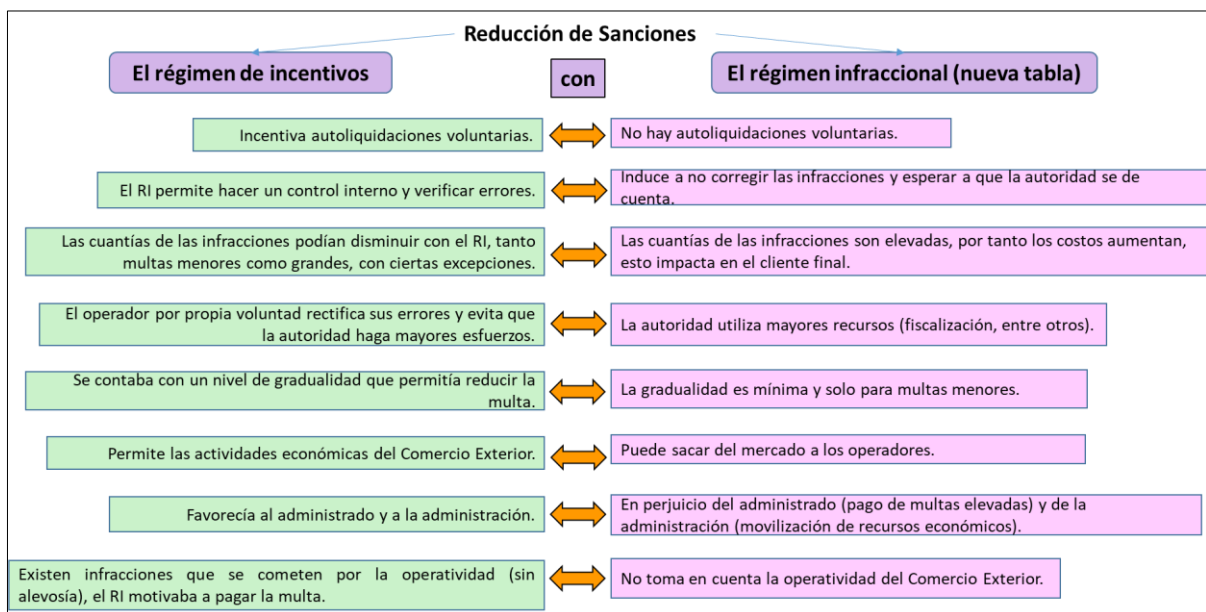 Reducción de Sanciones
El régimen de incentivos
con
El régimen infraccional (nueva tabla)
Incentiva autoliquidaciones voluntarias.
No hay autoliquidaciones voluntarias.
El RI permite hacer un control interno y verificar errores.
Induce a no corregir las infracciones y esperar a que la autoridad se de
cuenta.
Las cuantías de las infracciones podían disminuir con el RI, tanto
multas menores como grandes, con ciertas excepciones.
Las cuantías de las infracciones son elevadas, por tanto los costos aumentan,
esto impacta en el cliente final.
El operador por propia voluntad rectifica sus errores y evita que
la autoridad haga mayores esfuerzos.
La autoridad utiliza mayores recursos (fiscalización, entre otros).
Se contaba con un nivel de gradualidad que permitía reducir la
multa.
La gradualidad es mínima y solo para multas menores.
Permite las actividades económicas del Comercio Exterior.
Puede sacar del mercado a los operadores.
Favorecía al administrado y a la administración.
En perjuicio del administrado (pago de multas elevadas) y de la
administración (movilización de recursos económicos).
Existen infracciones que se cometen por la operatividad (sin
alevosía), el RI motivaba a pagar la multa.
No toma en cuenta la operatividad del Comercio Exterior.